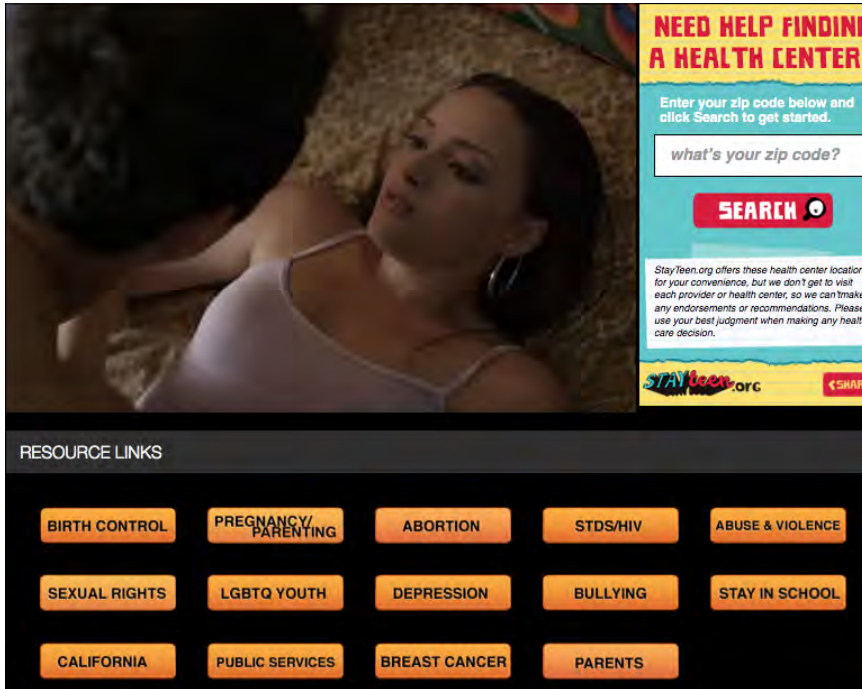 NEED HELP FINDIN
A HEALTH CENTER
Enter your zip code below and
click Search to get started.
what's your zip code?
SEARCH
StayTeen.org offers these health center location
for your convenience, but we don't get to visit
each provider or health center, so we can'tmake
any endorsements or recommendations. Please
use your best judgment when making any healt
care decision.
STAYteen.org
SHAR
RESOURCE LINKS
BIRTH CONTROL
PREGNANCY/
PARENTING
ABORTION
STDS/HIV
ABUSE & VIOLENCE
SEXUAL RIGHTS
LGBTQ YOUTH
DEPRESSION
BULLYING
STAY IN SCHOOL
CALIFORNIA
PUBLIC SERVICES
BREAST CANCER
PARENTS